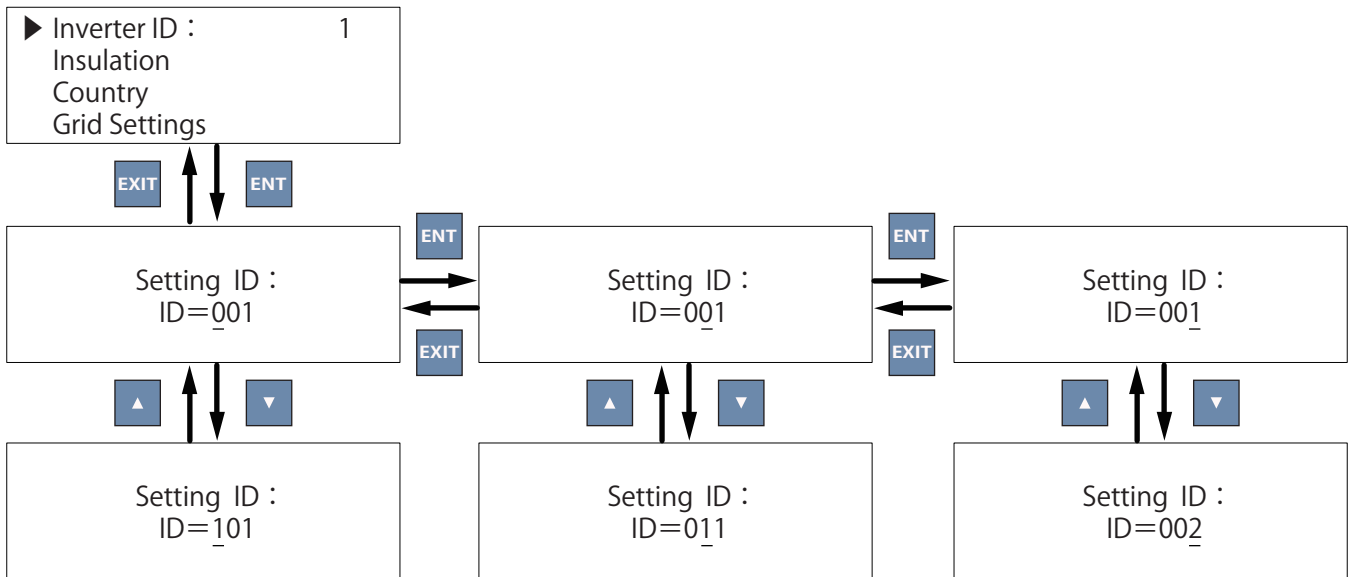 ▶ Inverter ID： 1
Insulation
Country
Grid Settings
EXIT
ENT
Setting ID：
ID=001
ENT
EXIT
Setting ID：
ID=001
ENT
EXIT
Setting ID：
ID=001
▲
▼
▲
▼
▲
▼
Setting ID：
ID=101
Setting ID：
ID=011
Setting ID：
ID=002